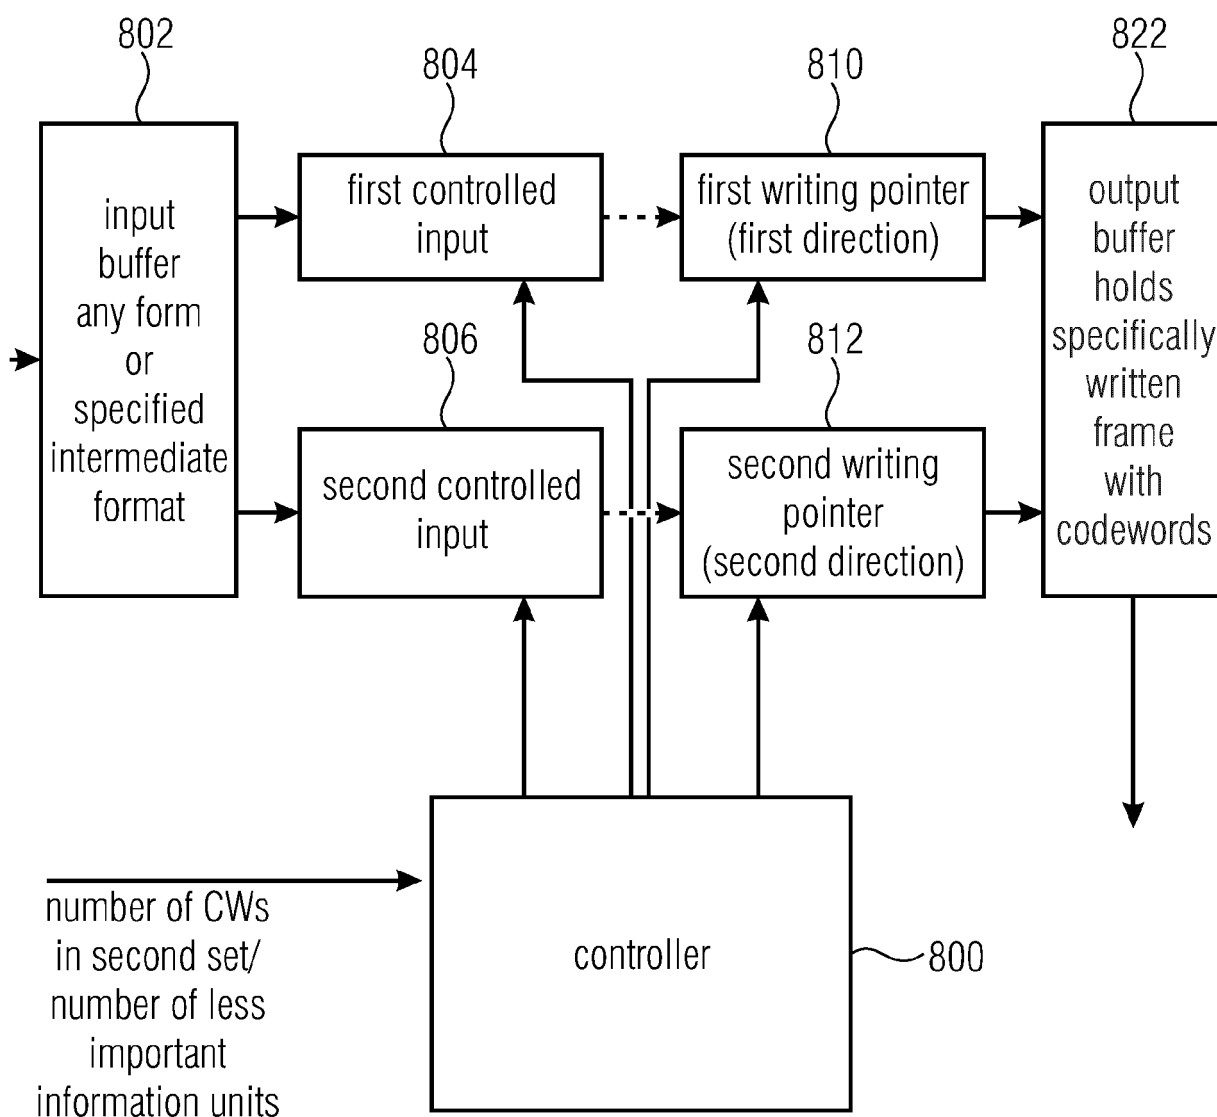 802
804
810
822
input
buffer
any form
or
specified
intermediate
format
first controlled
input
first writing pointer
(first direction)
output
buffer
holds
specifically
written
frame
with
codewords
806
812
second controlled
input
second writing
pointer
(second direction)
number of CWs
in second set/
number of less
important
information units
controller
800